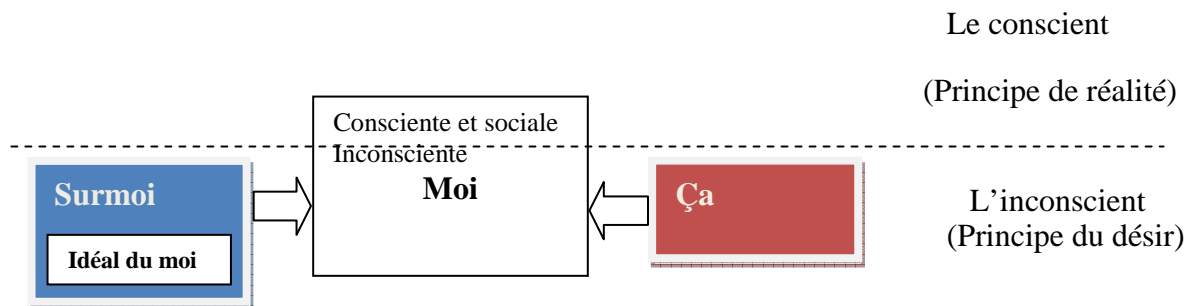 Le conscient
(Principe de réalité)
Consciente et sociale
Inconsciente
Moi
Surmoi
Idéal du moi
Ça
L’inconscient
(Principe du désir)